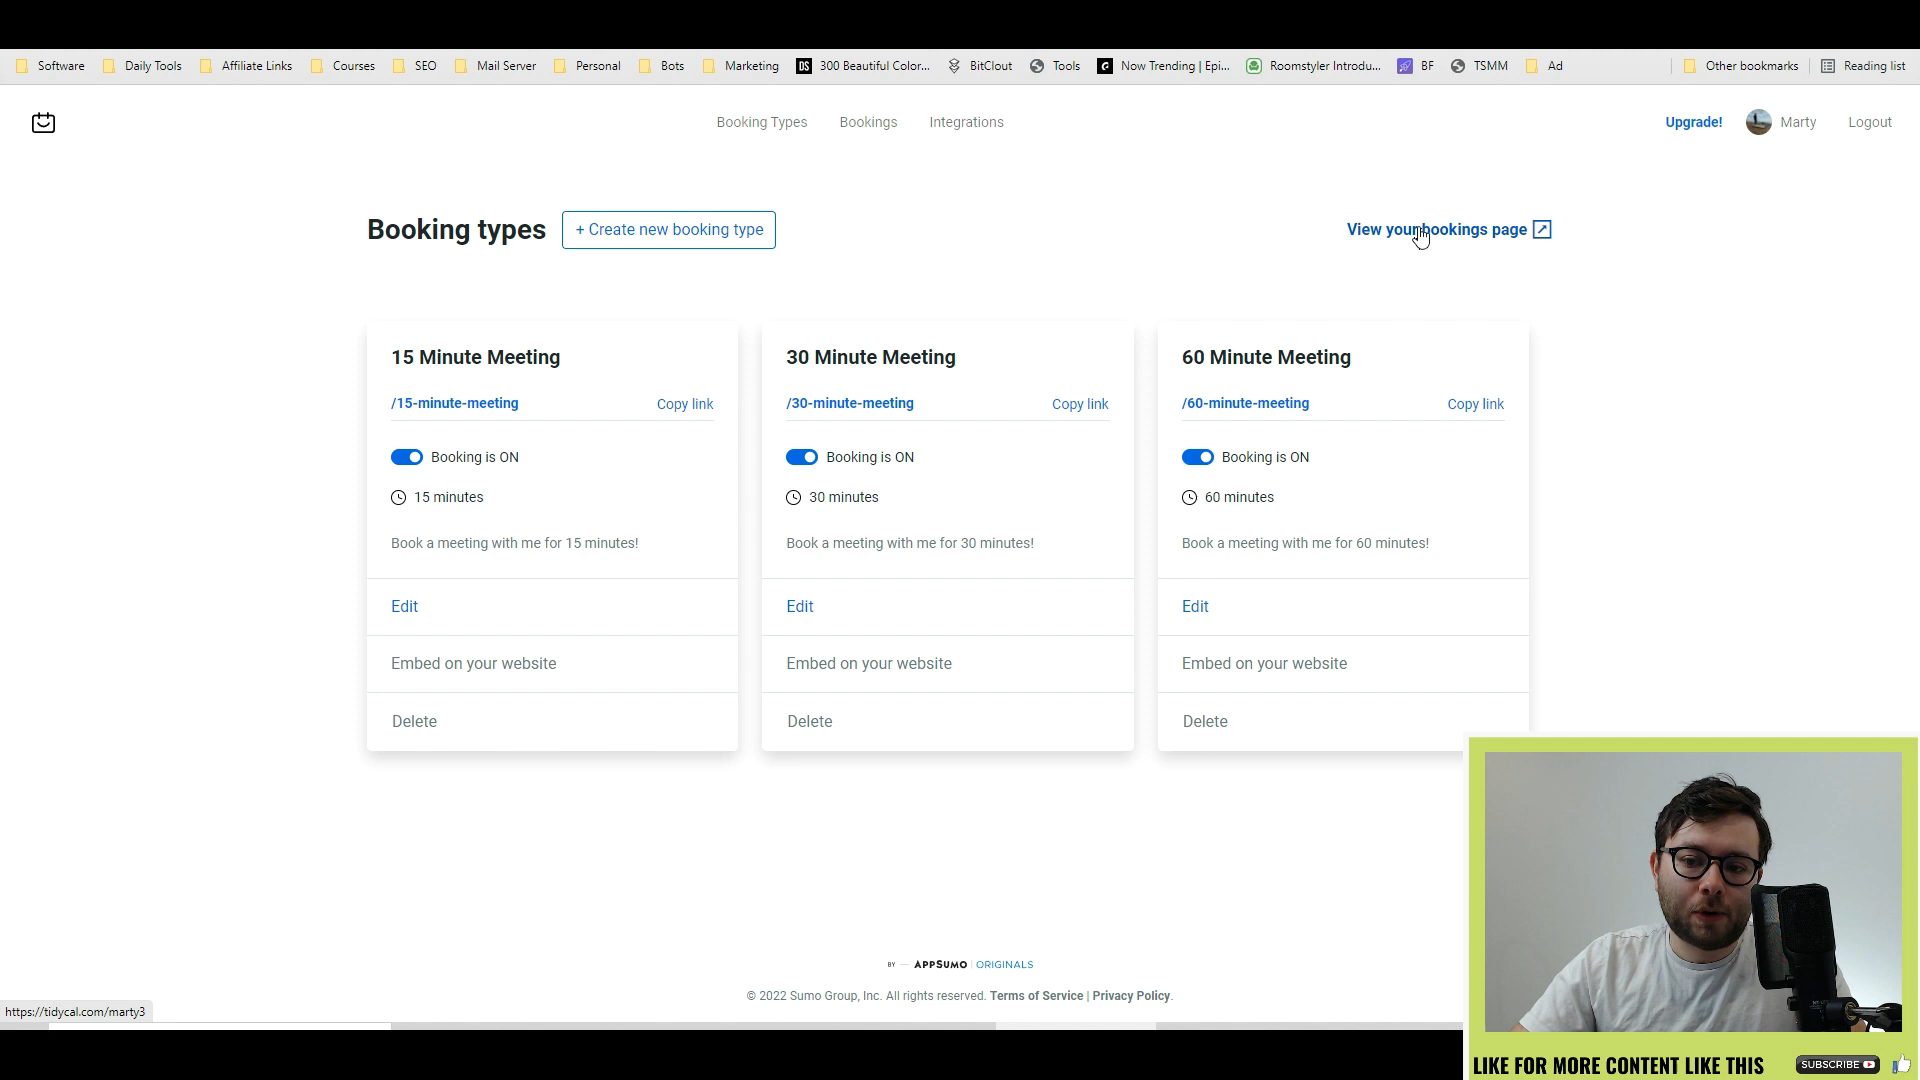 Software Daily Tools Affiliate Links Courses SEO Mail Server Personal Bots Marketing DS 300 Beautiful Color... BitClout Tools Now Trending | Epi... Roomstyler Introdu... BF TSMM Ad Other bookmarks Reading list
Booking Types Bookings Integrations Upgrade! Marty Logout
Booking types + Create new booking type View your bookings page
15 Minute Meeting
/15-minute-meeting Copy link
Booking is ON
15 minutes
Book a meeting with me for 15 minutes!
Edit
Embed on your website
Delete
30 Minute Meeting
/30-minute-meeting Copy link
Booking is ON
30 minutes
Book a meeting with me for 30 minutes!
Edit
Embed on your website
Delete
60 Minute Meeting
/60-minute-meeting Copy link
Booking is ON
60 minutes
Book a meeting with me for 60 minutes!
Edit
Embed on your website
Delete
BY — APPSUMO | ORIGINALS
© 2022 Sumo Group, Inc. All rights reserved. Terms of Service | Privacy Policy.
https://tidycal.com/marty3
LIKE FOR MORE CONTENT LIKE THIS SUBSCRIBE